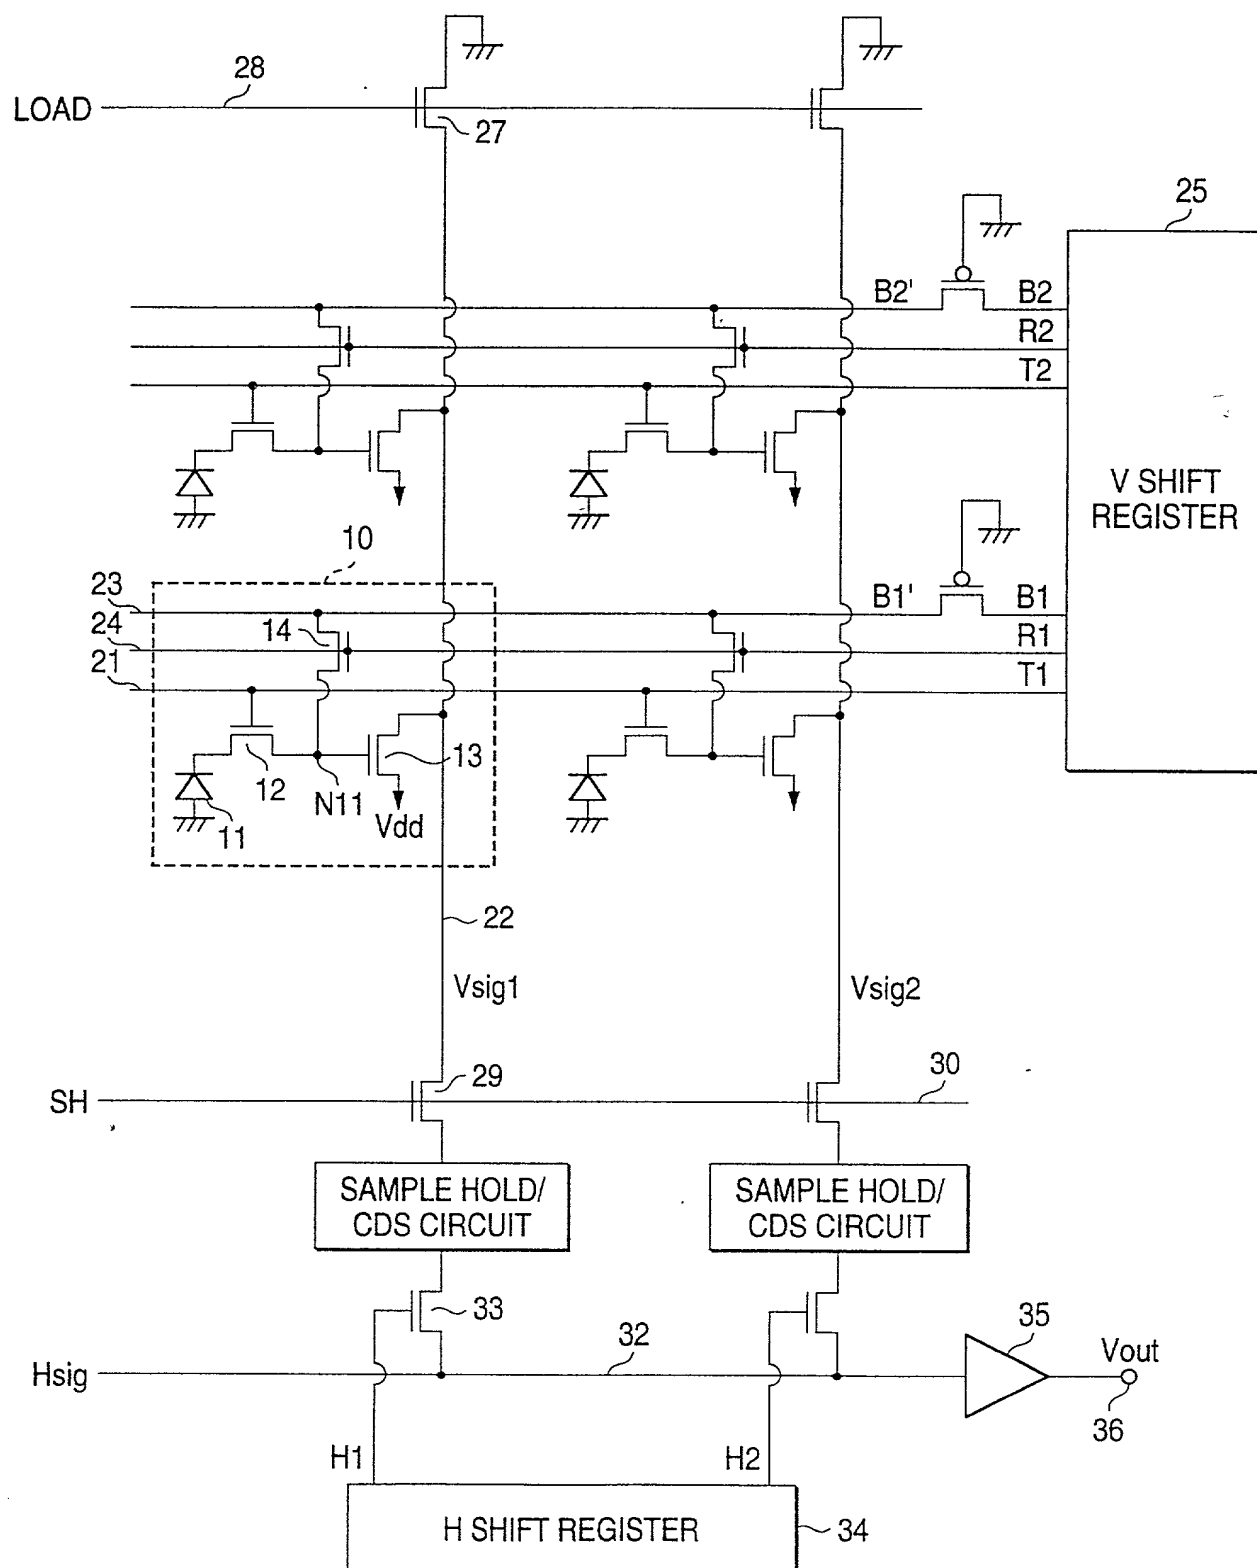 28
LOAD
27
25
B2'
B2
R2
T2
V SHIFT
REGISTER
10
23
24
21
14
B1'
B1
R1
T1
12
13
11
N11
Vdd
22
Vsig1
Vsig2
29
30
SH
SAMPLE HOLD/
CDS CIRCUIT
SAMPLE HOLD/
CDS CIRCUIT
33
32
35
Hsig
Vout
36
H1
H2
H SHIFT REGISTER
34